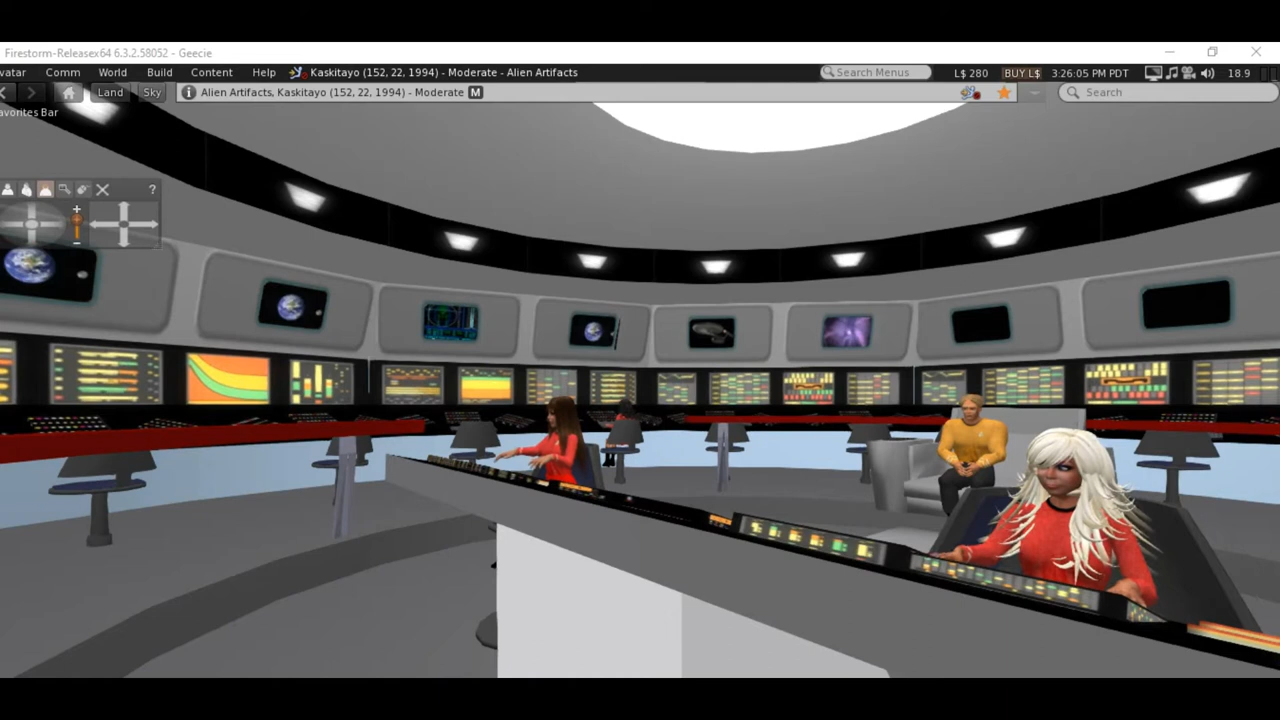 Firestorm-Releasex64 6.3.2.58052 - Geecie
vatar Comm World Build Content Help Kaskitayo (152, 22, 1994) - Moderate - Alien Artifacts Search Menus L$ 280 BUY L$ 3:26:05 PM PDT 18.9
Land Sky Alien Artifacts, Kaskitayo (152, 22, 1994) - Moderate M Search
avorites Bar
?